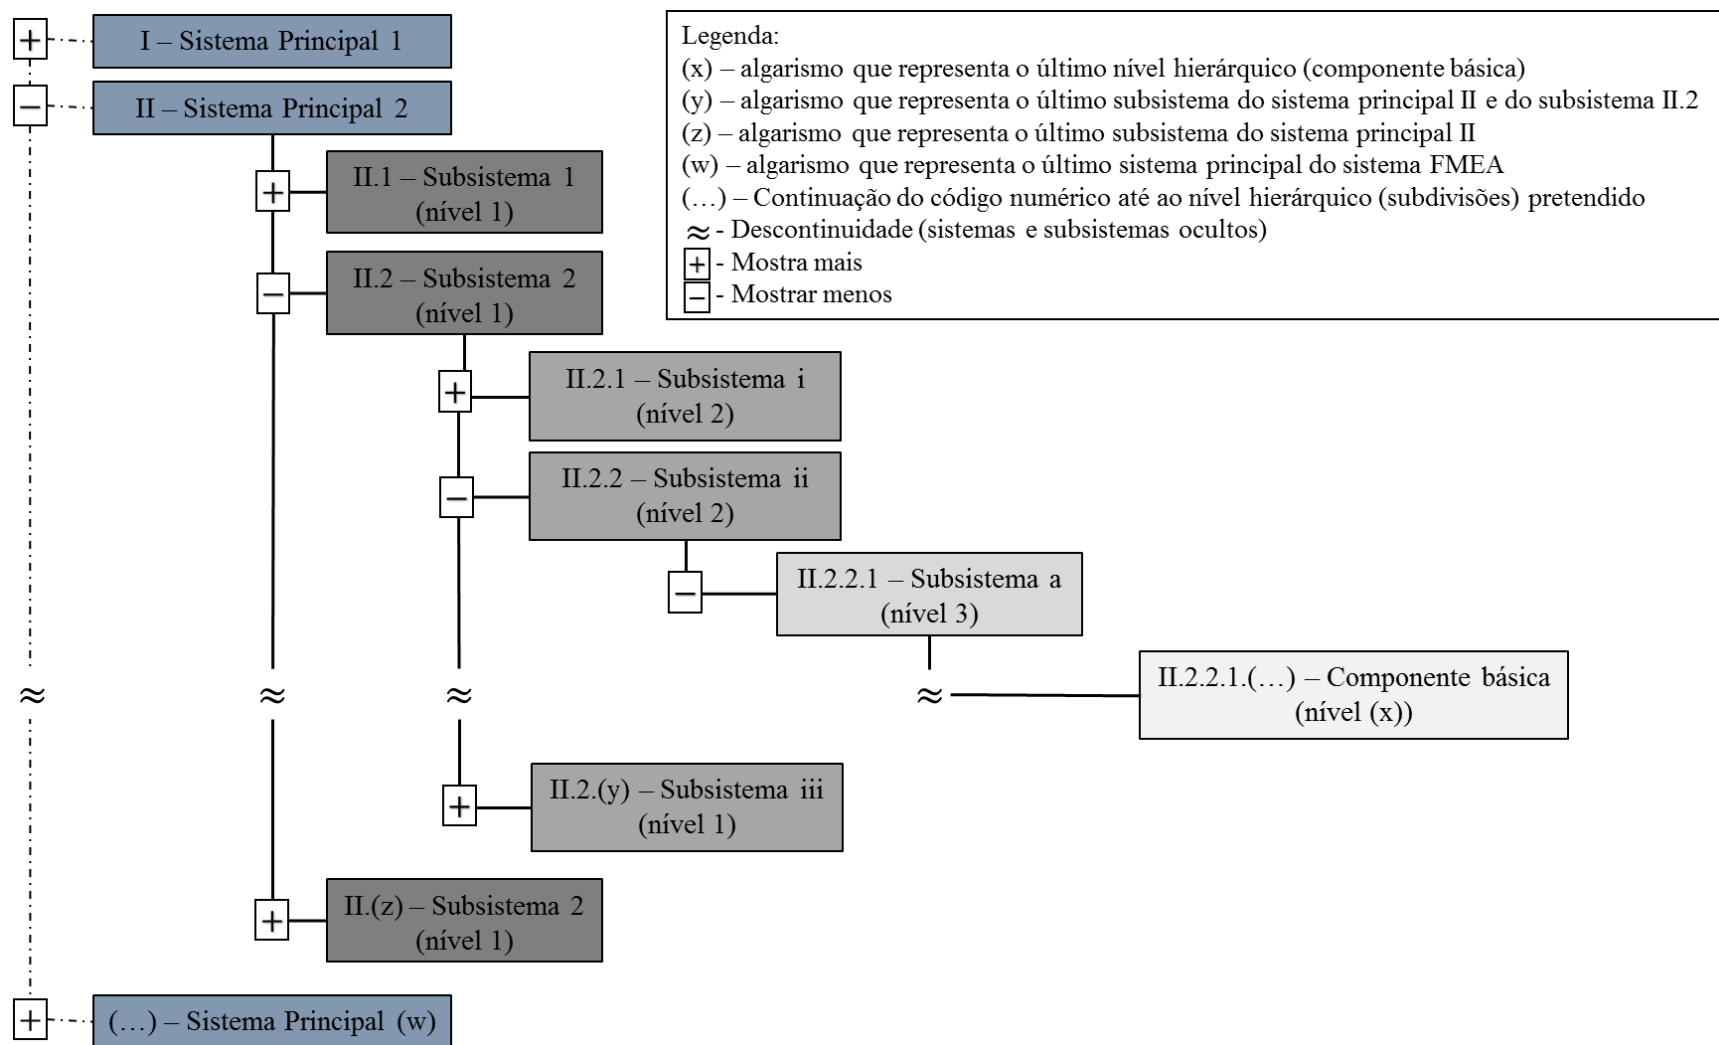 I – Sistema Principal 1
II – Sistema Principal 2
II.1 – Subsistema 1
(nível 1)
II.2 – Subsistema 2
(nível 1)
II.2.1 – Subsistema i
(nível 2)
II.2.2 – Subsistema ii
(nível 2)
II.2.2.1 – Subsistema a
(nível 3)
II.2.2.1.(…) – Componente básica
(nível (x))
II.2.(y) – Subsistema iii
(nível 1)
II.(z) – Subsistema 2
(nível 1)
(…) – Sistema Principal (w)
Legenda:
(x) – algarismo que representa o último nível hierárquico (componente básica)
(y) – algarismo que representa o último subsistema do sistema principal II e do subsistema II.2
(z) – algarismo que representa o último subsistema do sistema principal II
(w) – algarismo que representa o último sistema principal do sistema FMEA
(…) – Continuação do código numérico até ao nível hierárquico (subdivisões) pretendido
≈ - Descontinuidade (sistemas e subsistemas ocultos)
+ - Mostra mais
− - Mostrar menos